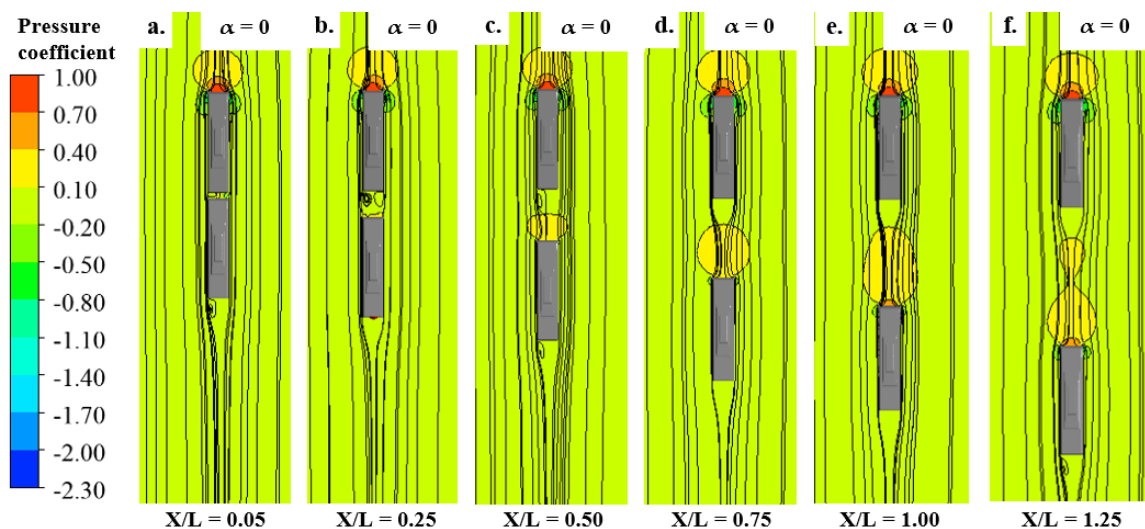 Pressure
coefficient
1.00
0.70
0.40
0.10
-0.20
-0.50
-0.80
-1.10
-1.40
-1.70
-2.00
-2.30
a. α = 0
b. α = 0
c. α = 0
d. α = 0
e. α = 0
f. α = 0
X/L = 0.05
X/L = 0.25
X/L = 0.50
X/L = 0.75
X/L = 1.00
X/L = 1.25